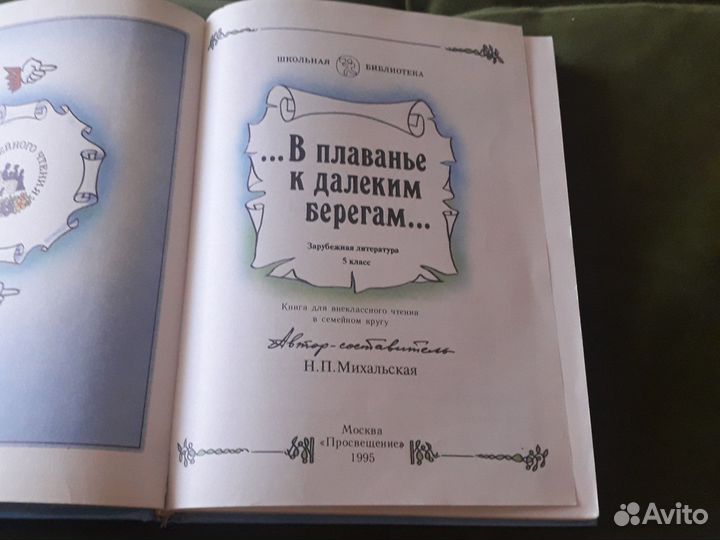 ЧТЕНИЯ
ШКОЛЬНАЯ БИБЛИОТЕКА
...В плаванье
к далеким
берегам...
Зарубежная литература
5 класс
Книга для внеклассного чтения
в семейном кругу
Автор-составитель
Н.П.Михальская
Москва
«Просвещение»
1995
Avito